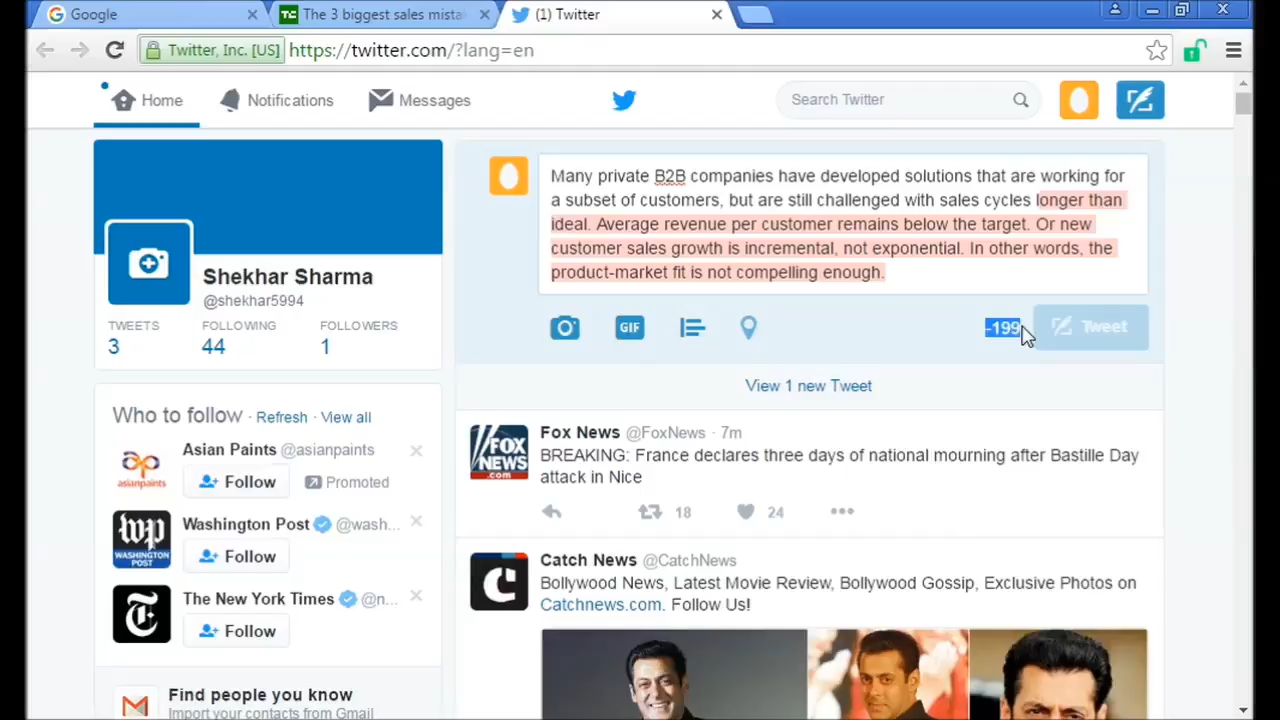 Google
The 3 biggest sales mista
(1) Twitter
Twitter, Inc. [US]
https://twitter.com/?lang=en
Home
Notifications
Messages
Search Twitter
Many private B2B companies have developed solutions that are working for
a subset of customers, but are still challenged with sales cycles longer than
ideal. Average revenue per customer remains below the target. Or new
customer sales growth is incremental, not exponential. In other words, the
product-market fit is not compelling enough.
GIF
-199
Tweet
Shekhar Sharma
@shekhar5994
TWEETS FOLLOWING FOLLOWERS
3 44 1
View 1 new Tweet
Who to follow · Refresh · View all
Asian Paints @asianpaints
asianpaints
Follow
Promoted
Washington Post @wash...
wp
WASHINGTON
POST
Follow
The New York Times @n...
Follow
Find people you know
Import your contacts from Gmail
Fox News @FoxNews · 7m
FOX
NEWS
.com
BREAKING: France declares three days of national mourning after Bastille Day
attack in Nice
18 24
Catch News @CatchNews
Bollywood News, Latest Movie Review, Bollywood Gossip, Exclusive Photos on
Catchnews.com. Follow Us!